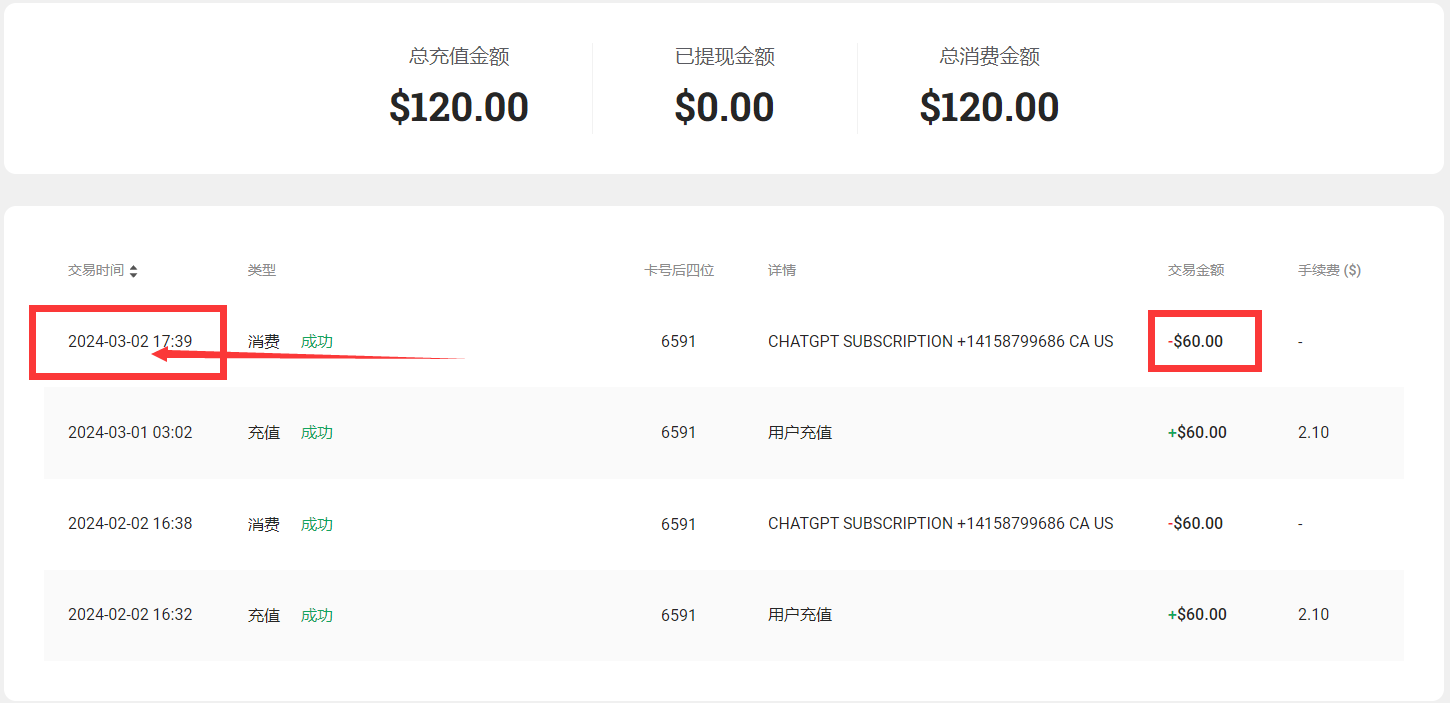 总充值金额 已提现金额 总消费金额
$120.00 $0.00 $120.00
交易时间 类型 卡号后四位 详情 交易金额 手续费 ($)
2024-03-02 17:39 消费 成功 6591 CHATGPT SUBSCRIPTION +14158799686 CA US -$60.00 -
2024-03-01 03:02 充值 成功 6591 用户充值 +$60.00 2.10
2024-02-02 16:38 消费 成功 6591 CHATGPT SUBSCRIPTION +14158799686 CA US -$60.00 -
2024-02-02 16:32 充值 成功 6591 用户充值 +$60.00 2.10